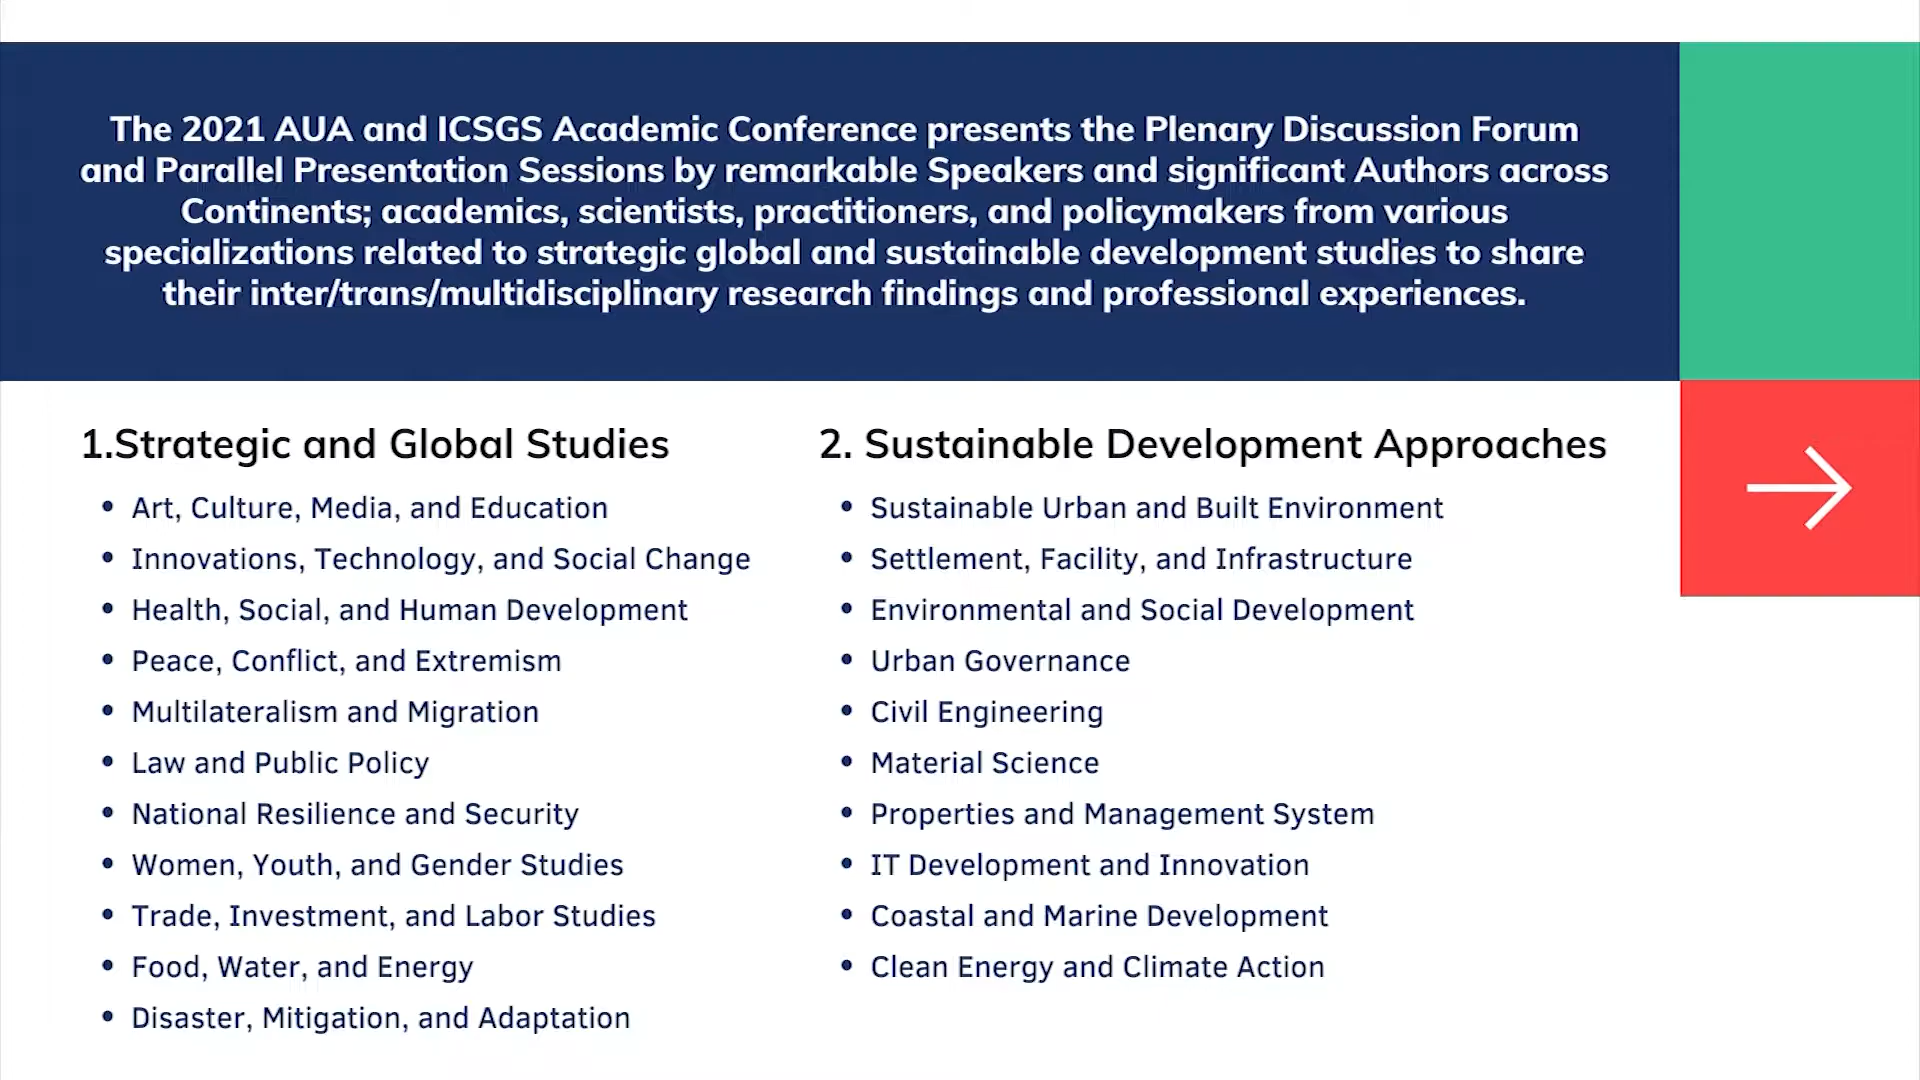 The 2021 AUA and ICSGS Academic Conference presents the Plenary Discussion Forum
and Parallel Presentation Sessions by remarkable Speakers and significant Authors across
Continents; academics, scientists, practitioners, and policymakers from various
specializations related to strategic global and sustainable development studies to share
their inter/trans/multidisciplinary research findings and professional experiences.
1.Strategic and Global Studies
• Art, Culture, Media, and Education
• Innovations, Technology, and Social Change
• Health, Social, and Human Development
• Peace, Conflict, and Extremism
• Multilateralism and Migration
• Law and Public Policy
• National Resilience and Security
• Women, Youth, and Gender Studies
• Trade, Investment, and Labor Studies
• Food, Water, and Energy
• Disaster, Mitigation, and Adaptation
2. Sustainable Development Approaches
• Sustainable Urban and Built Environment
• Settlement, Facility, and Infrastructure
• Environmental and Social Development
• Urban Governance
• Civil Engineering
• Material Science
• Properties and Management System
• IT Development and Innovation
• Coastal and Marine Development
• Clean Energy and Climate Action